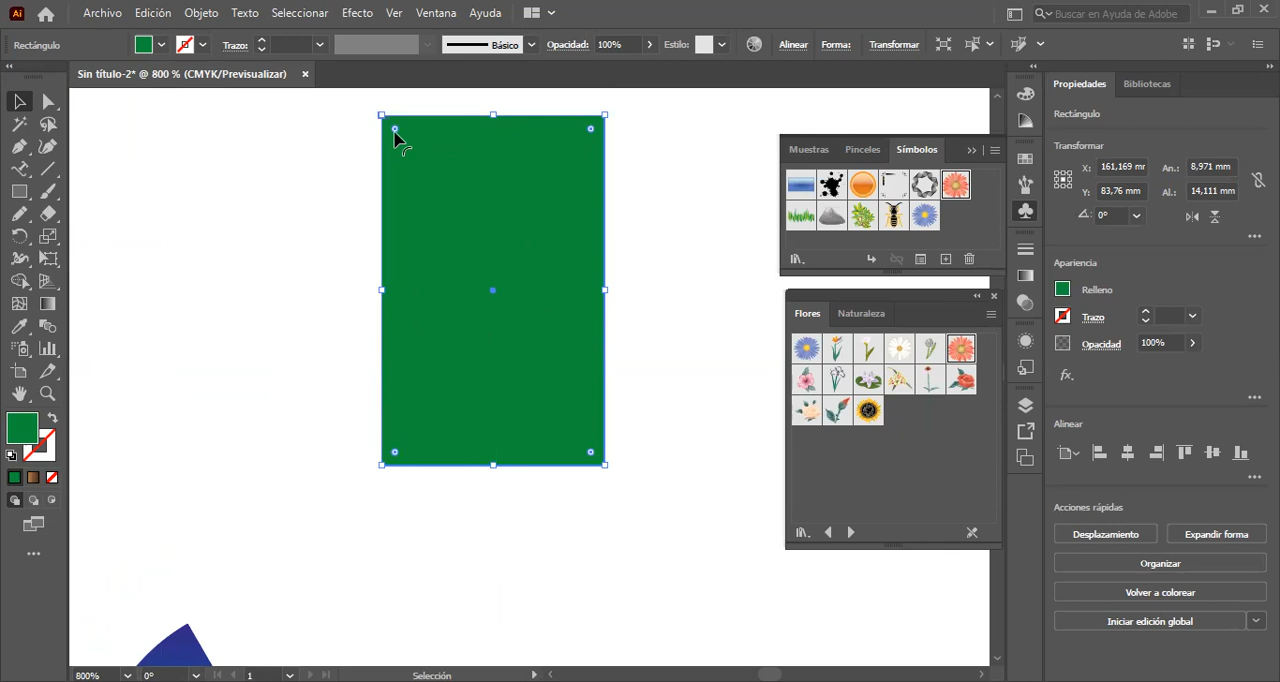 Ai Archivo Edición Objeto Texto Seleccionar Efecto Ver Ventana Ayuda Buscar en Ayuda de Adobe
Rectángulo Trazo: Básico Opacidad: 100% Estilo: Alinear Forma: Transformar
Sin título-2* @ 800 % (CMYK/Previsualizar)
Propiedades Bibliotecas
Rectángulo
Transformar
X: 161,169 mr An.: 8,971 mm
Y: 83,76 mm Al.: 14,111 mm
0°
Apariencia
Relleno
Trazo
Opacidad 100%
fx.
Alinear
Acciones rápidas
Desplazamiento Expandir forma
Organizar
Volver a colorear
Iniciar edición global
Muestras Pinceles Símbolos
Flores Naturaleza
800% 0° 1 Selección